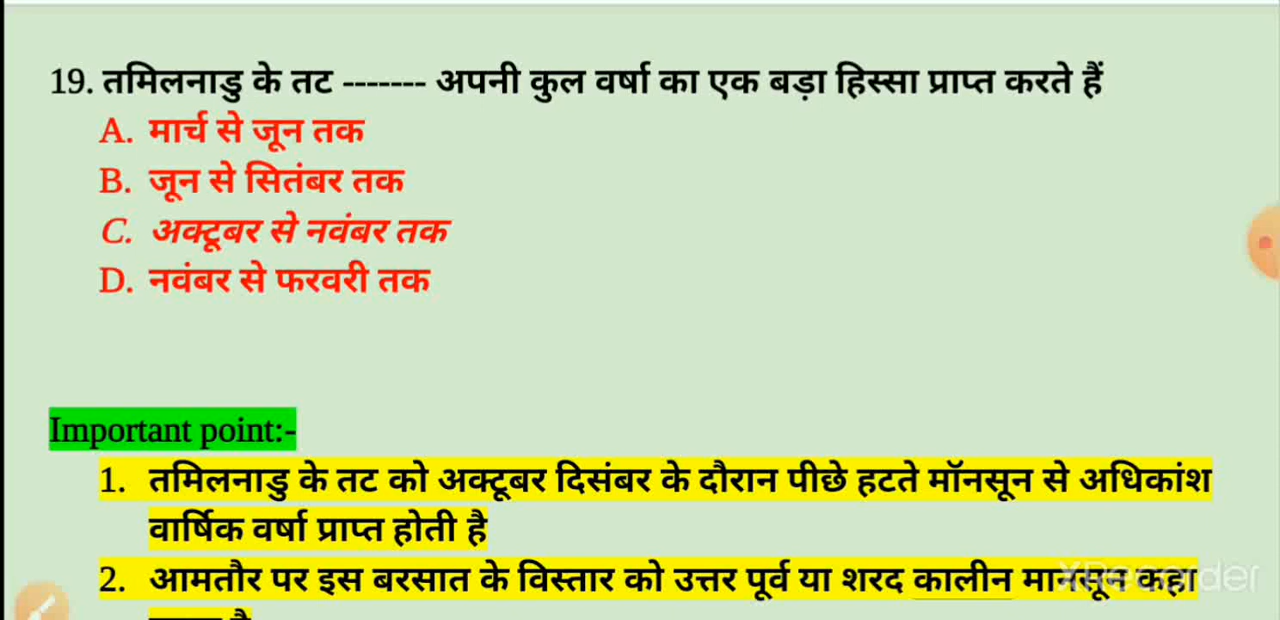 19. तमिलनाडु के तट ------- अपनी कुल वर्षा का एक बड़ा हिस्सा प्राप्त करते हैं
A. मार्च से जून तक
B. जून से सितंबर तक
C. अक्टूबर से नवंबर तक
D. नवंबर से फरवरी तक
Important point:-
1. तमिलनाडु के तट को अक्टूबर दिसंबर के दौरान पीछे हटते मॉनसून से अधिकांश
वार्षिक वर्षा प्राप्त होती है
2. आमतौर पर इस बरसात के विस्तार को उत्तर पूर्व या शरद कालीन मानसून कहा